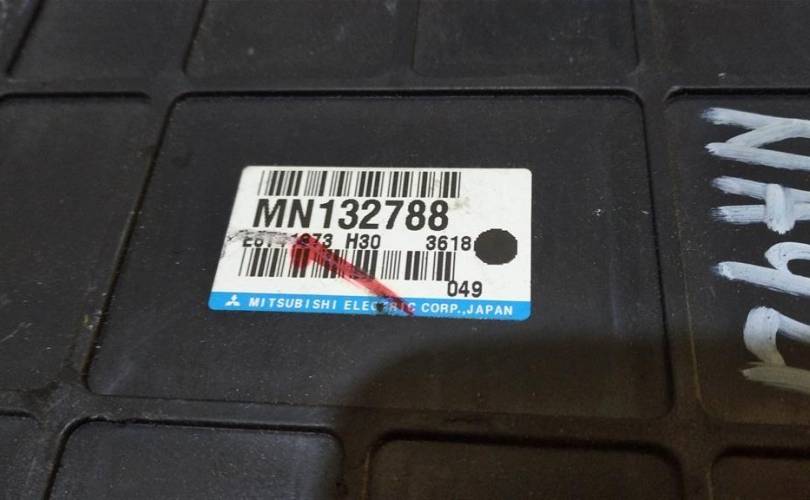 MN132788
H30 3618
049
MITSUBISHI ELECTRIC CORP.,JAPAN